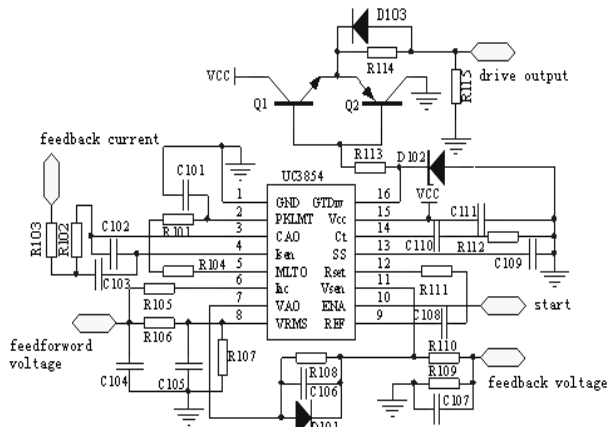 D103
R114
VCC
Q1
Q2
R115
drive output
feedback current
R113
D102
C101
UC3854
VCC
1 GND GTDrv 16
2 PKLMT Vcc 15
3 CAO Ct 14
4 Isen SS 13
5 MLTO Rset 12
6 Iac Vsen 11
7 VAO ENA 10
8 VRMS REF 9
R101
C111
C110
R112
C109
R103
R102
C102
C103
R104
R111
R105
C108
start
R106
feedforword
voltage
R107
C104
C105
R108
C106
D101
R110
R109
C107
feedback voltage